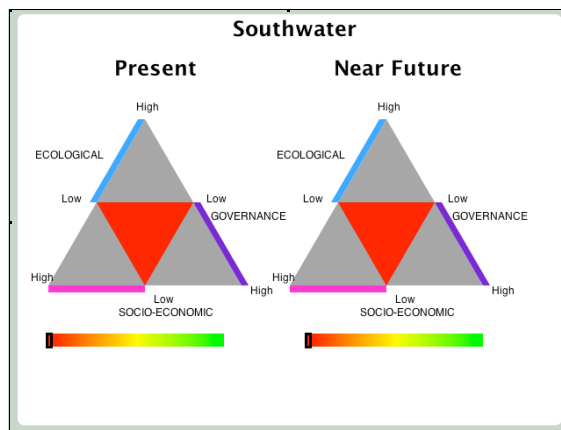 Southwater
Present Near Future
High High
ECOLOGICAL ECOLOGICAL
Low Low Low Low
GOVERNANCE GOVERNANCE
High High
High High
Low Low
SOCIO-ECONOMIC SOCIO-ECONOMIC